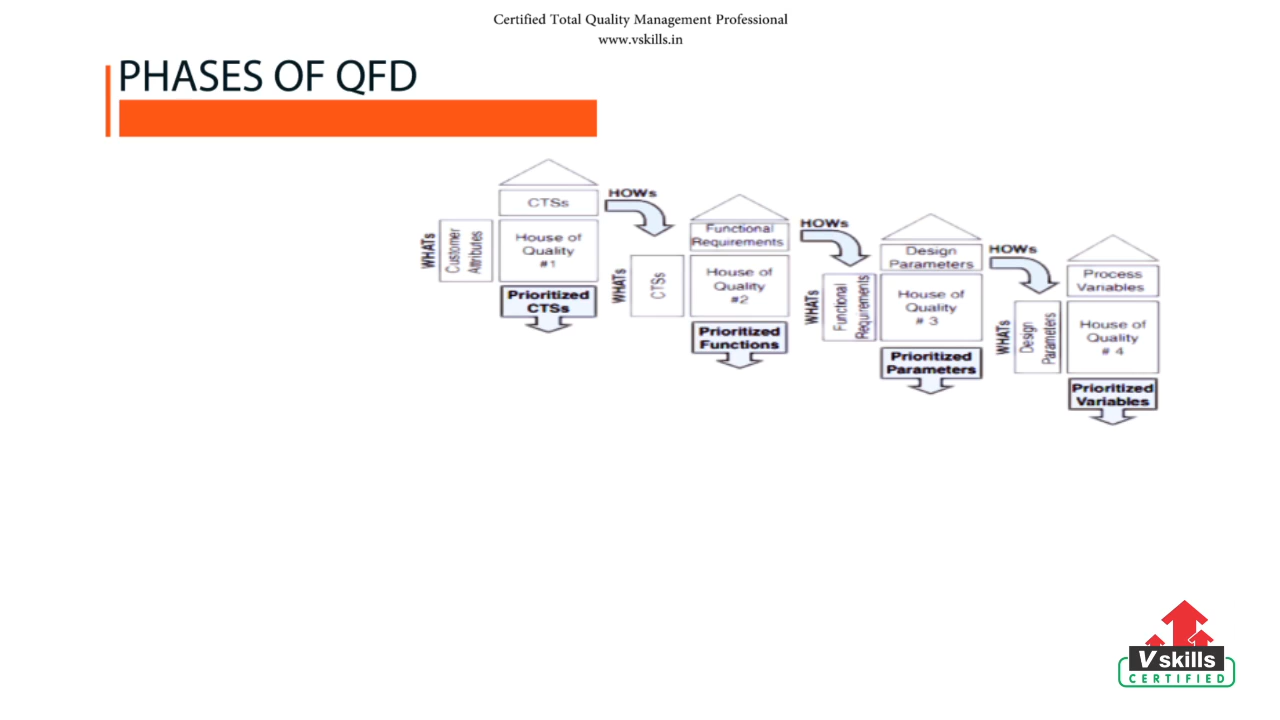 Certified Total Quality Management Professional
www.vskills.in
PHASES OF QFD
WHATs
Customer
Attributes
CTSs
House of
Quality
#1
Prioritized
CTSs
HOWs
WHATs
CTSs
Functional
Requirements
House of
Quality
#2
Prioritized
Functions
HOWs
WHATs
Functional
Requirements
Design
Parameters
House of
Quality
# 3
Prioritized
Parameters
HOWs
WHATs
Design
Parameters
Process
Variables
House of
Quality
# 4
Prioritized
Variables
Vskills
CERTIFIED